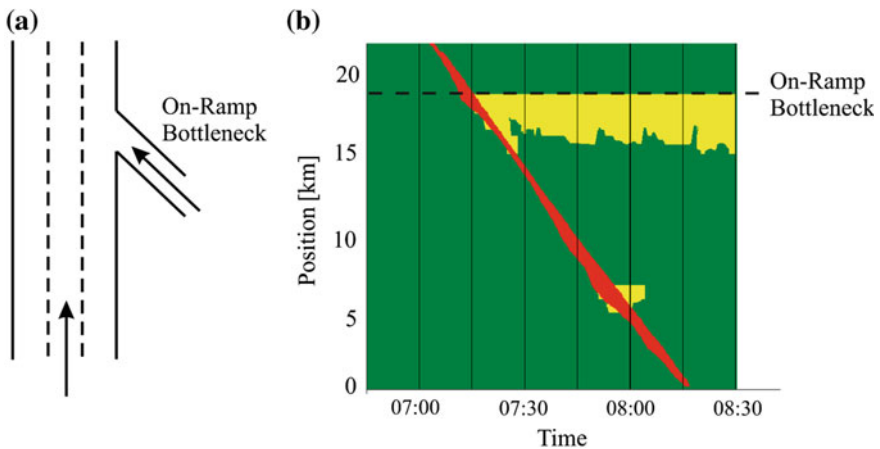 (a)
On-Ramp
Bottleneck
(b)
Position [km]
20
15
10
5
0
07:00 07:30 08:00 08:30
Time
On-Ramp
Bottleneck